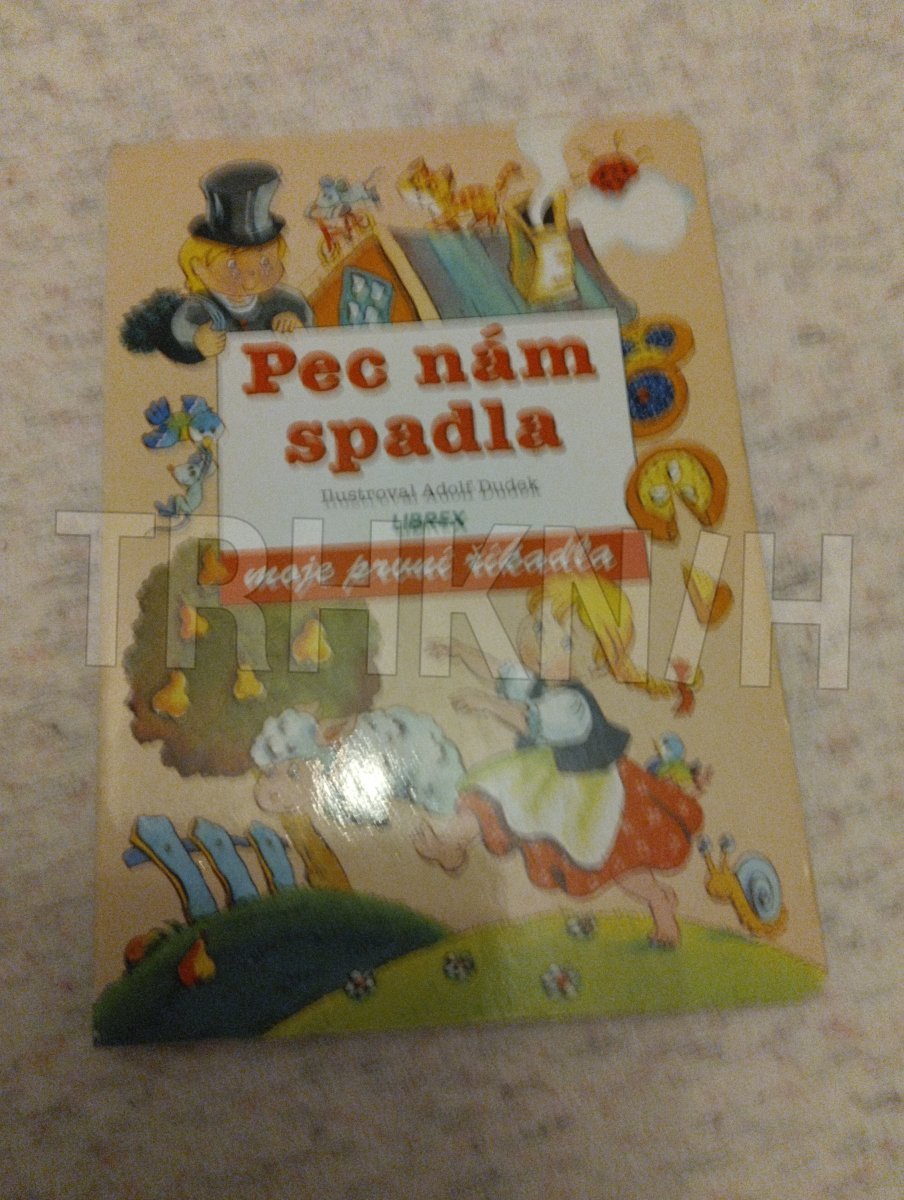 Pec nám
spadla
Ilustroval Adolf Dudek
LIBREX
moje první říkadla
TRHKNIH